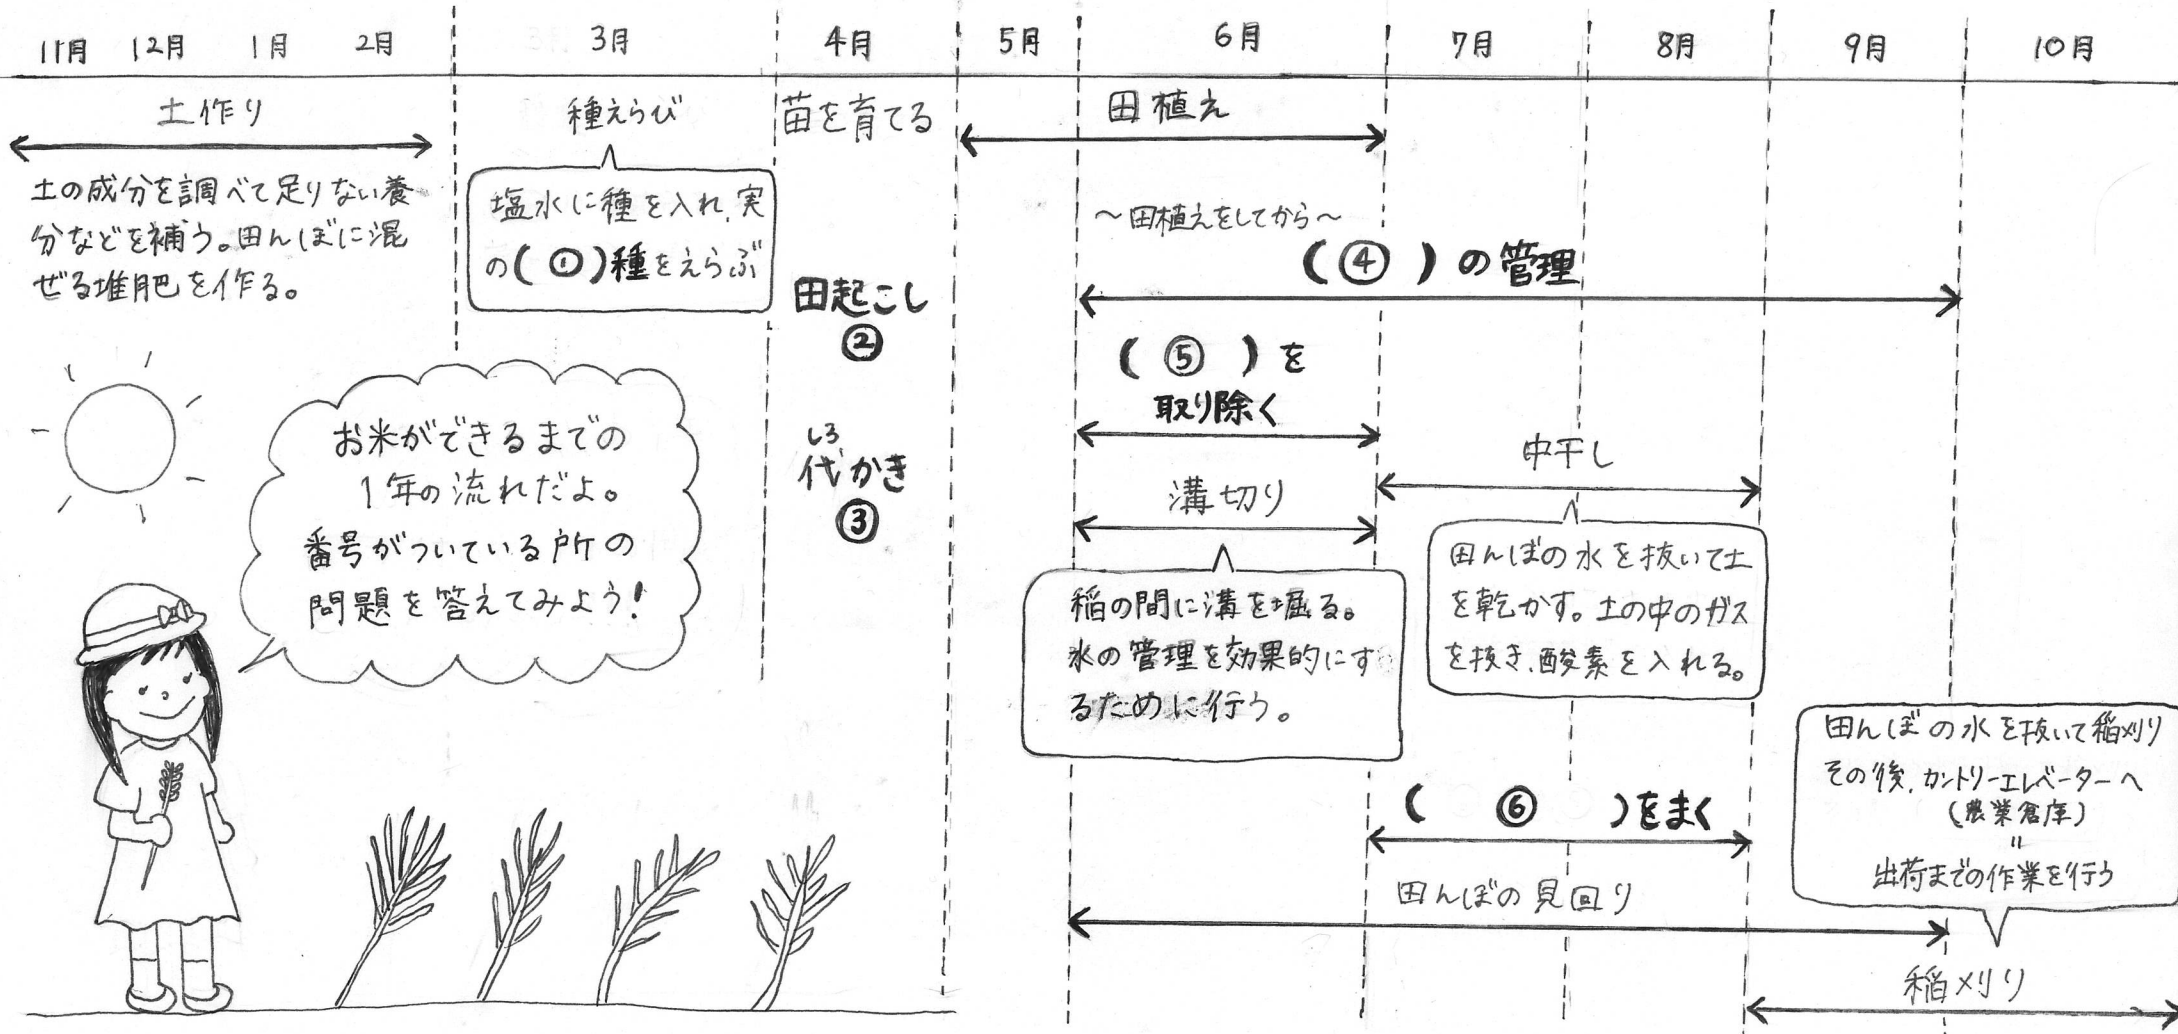 11月 12月 1月 2月 3月 4月 5月 6月 7月 8月 9月 10月
土作り
土の成分を調べて足りない養
分などを補う。田んぼに混
ぜる堆肥を作る。
種えらび
塩水に種を入れ、実
の(①)種をえらぶ
苗を育てる
田起こし
②
しろ
代かき
③
お米ができるまでの
1年の流れだよ。
番号がついている所の
問題を答えてみよう!
田植え
〜田植えをしてから〜
(④)の管理
(⑤)を
取り除く
溝切り
稲の間に溝を堀る。
水の管理を効果的にす
るために行う。
中干し
田んぼの水を抜いて土
を乾かす。土の中のガス
を抜き、酸素を入れる。
(⑥)をまく
田んぼの見回り
田んぼの水を抜いて稲刈り
その後、カントリーエレベーターへ
(農業倉庫)
=
出荷までの作業を行う
稲刈り